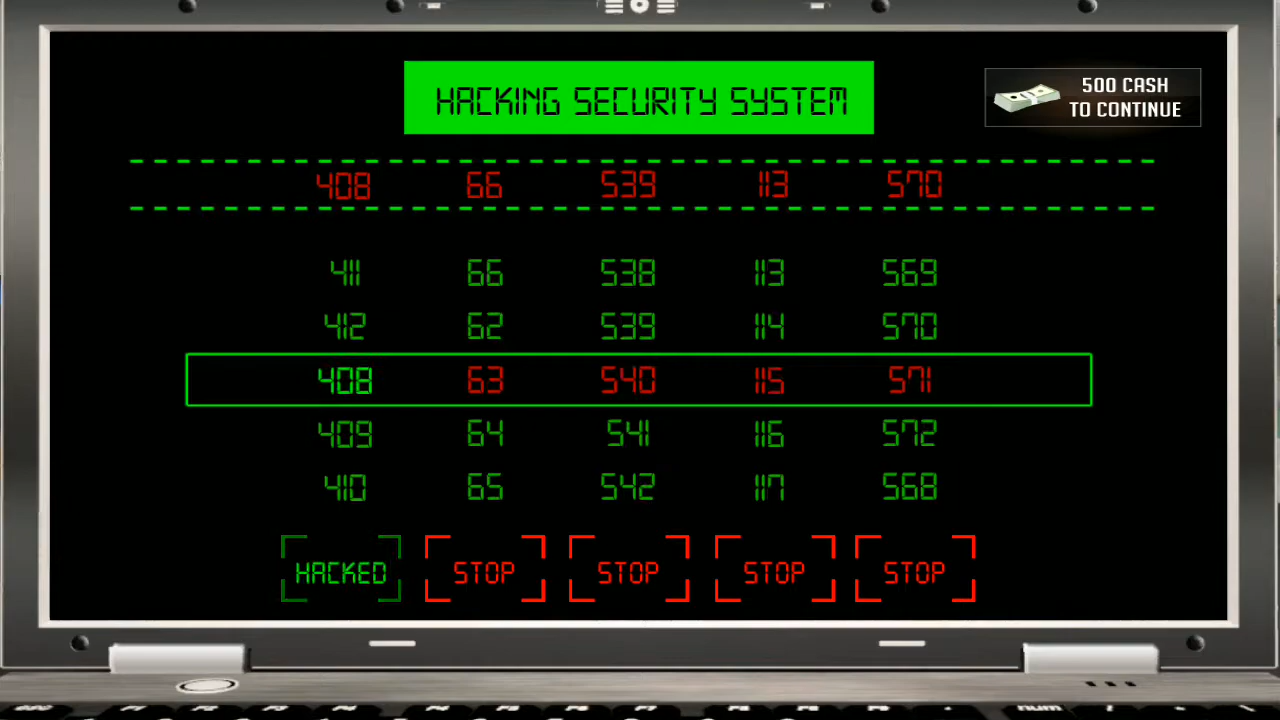 HACKING SECURITY SYSTEM
500 CASH
TO CONTINUE
408 66 539 113 570
411 66 538 113 569
412 62 539 114 570
408 63 540 115 571
409 64 541 116 572
410 65 542 117 568
HACKED STOP STOP STOP STOP